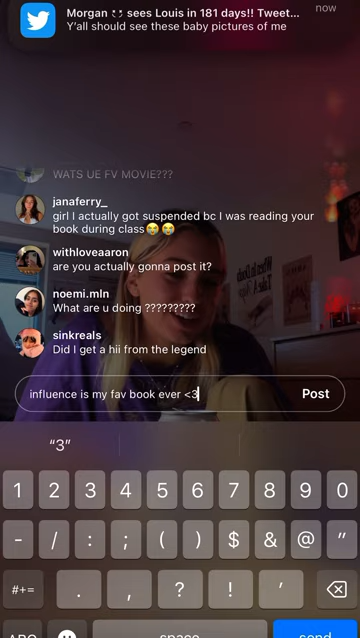 Morgan sees Louis in 181 days!! Tweet...
now
Y'all should see these baby pictures of me
WATS UE FV MOVIE???
janaferry_
girl I actually got suspended bc I was reading your
book during class😭😭
withloveaaron
are you actually gonna post it?
noemi.mln
What are u doing ?????????
sinkreals
Did I get a hii from the legend
influence is my fav book ever <3
Post
"3"
1 2 3 4 5 6 7 8 9 0
- / : ; ( ) $ & @ "
#+= . , ? ! '
ABC space send